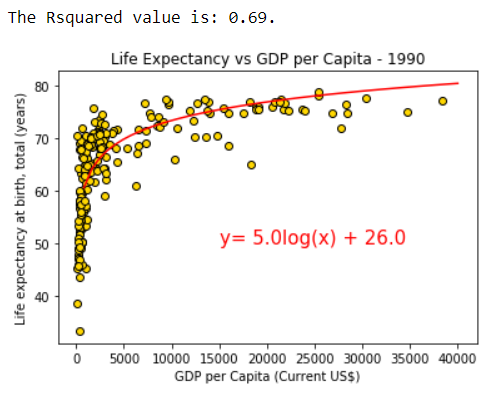 The Rsquared value is: 0.69.
Life Expectancy vs GDP per Capita - 1990
Life expectancy at birth, total (years)
80
70
60
50
40
y= 5.0log(x) + 26.0
0 5000 10000 15000 20000 25000 30000 35000 40000
GDP per Capita (Current US$)